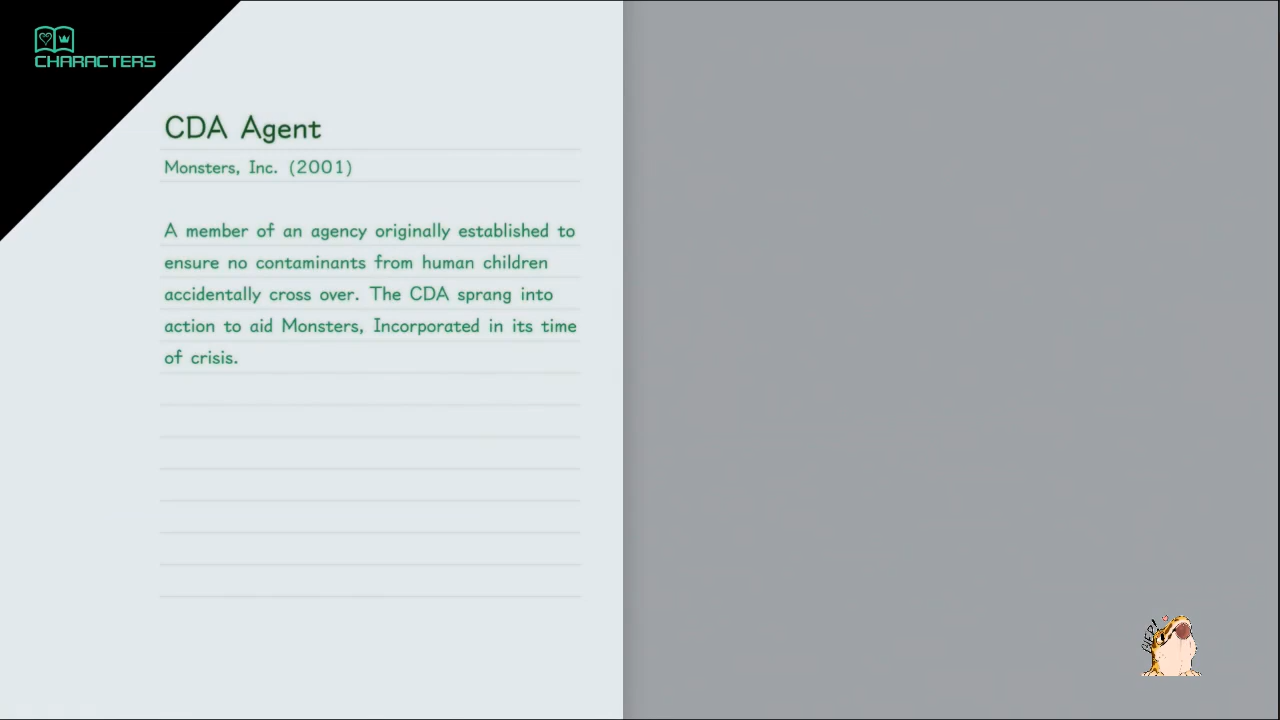 CHARACTERS
CDA Agent
Monsters, Inc. (2001)
A member of an agency originally established to
ensure no contaminants from human children
accidentally cross over. The CDA sprang into
action to aid Monsters, Incorporated in its time
of crisis.